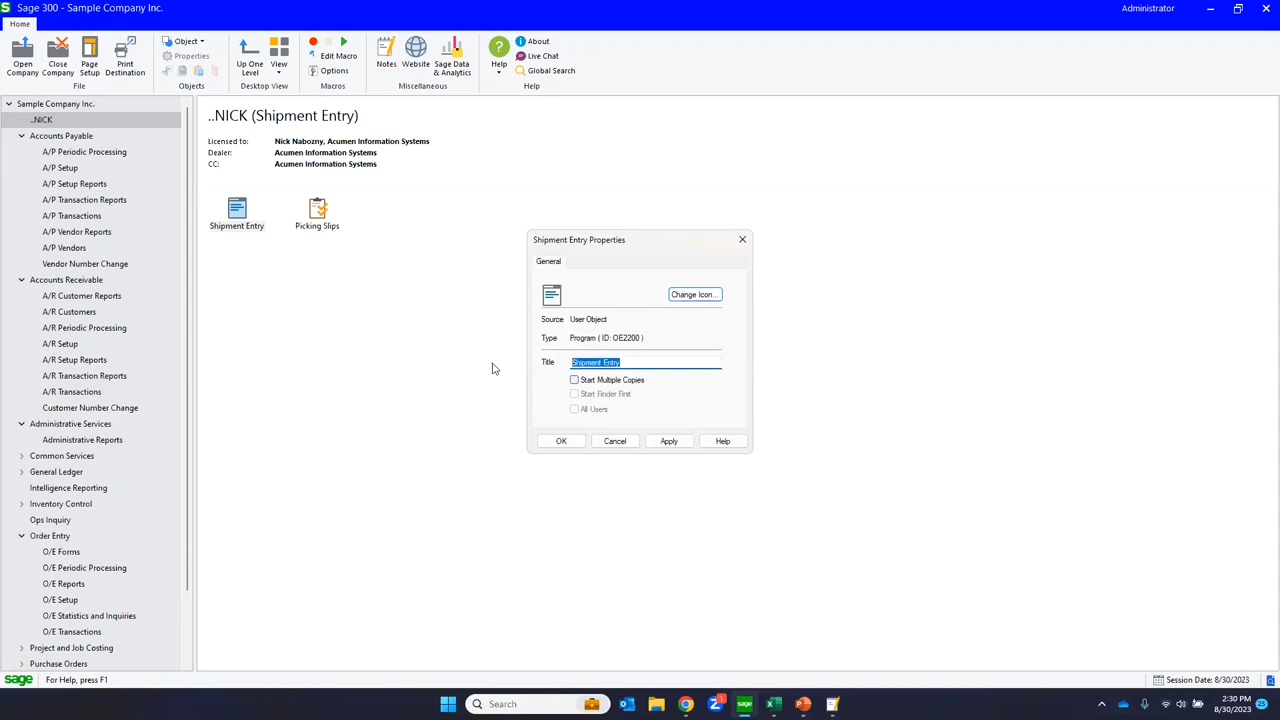 S Sage 300 - Sample Company Inc.
Administrator
Home
Open Company
Close Company
Page Setup
Print Destination
File
Object
Properties
Objects
Up One Level
View
Desktop View
Edit Macro
Options
Macros
Notes
Website
Sage Data & Analytics
Miscellaneous
Help
About
Live Chat
Global Search
Help
Sample Company Inc.
..NICK
Accounts Payable
A/P Periodic Processing
A/P Setup
A/P Setup Reports
A/P Transaction Reports
A/P Transactions
A/P Vendor Reports
A/P Vendors
Vendor Number Change
Accounts Receivable
A/R Customer Reports
A/R Customers
A/R Periodic Processing
A/R Setup
A/R Setup Reports
A/R Transaction Reports
A/R Transactions
Customer Number Change
Administrative Services
Administrative Reports
Common Services
General Ledger
Intelligence Reporting
Inventory Control
Ops Inquiry
Order Entry
O/E Forms
O/E Periodic Processing
O/E Reports
O/E Setup
O/E Statistics and Inquiries
O/E Transactions
Project and Job Costing
Purchase Orders
..NICK (Shipment Entry)
Licensed to: Nick Nabozny, Acumen Information Systems
Dealer: Acumen Information Systems
CC: Acumen Information Systems
Shipment Entry
Picking Slips
Shipment Entry Properties
General
Change Icon...
Source User Object
Type Program ( ID: OE2200 )
Title Shipment Entry
Start Multiple Copies
Start Finder First
All Users
OK Cancel Apply Help
sage For Help, press F1
Session Date: 8/30/2023
Search
sage
2:30 PM
8/30/2023